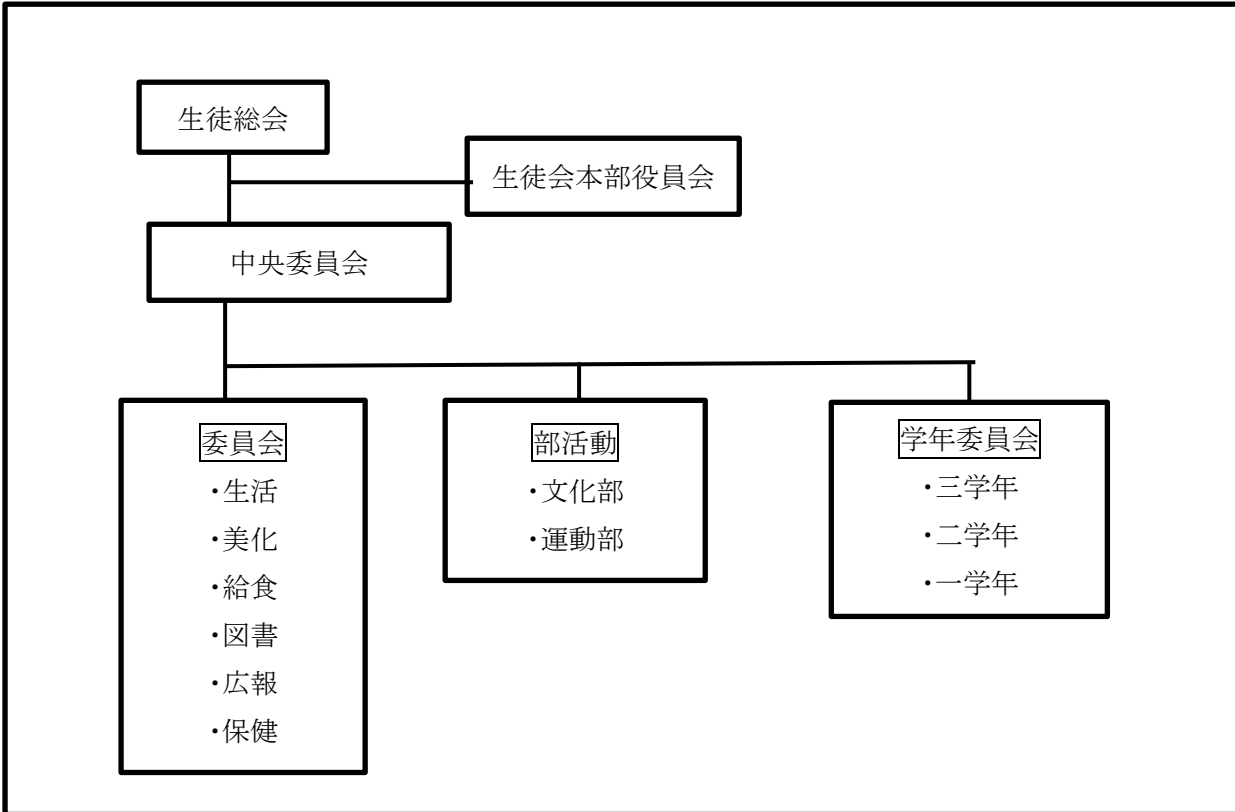 生徒総会
生徒会本部役員会
中央委員会
委員会
・生活
・美化
・給食
・図書
・広報
・保健
部活動
・文化部
・運動部
学年委員会
・三学年
・二学年
・一学年